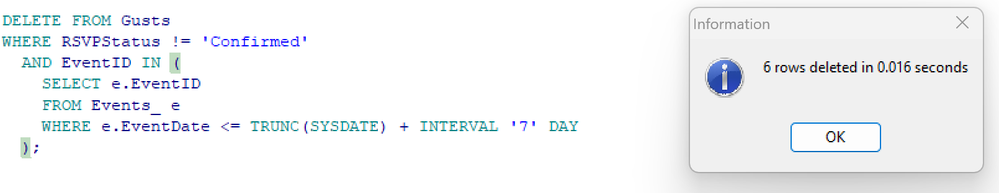 DELETE FROM Gusts
WHERE RSVPStatus != 'Confirmed'
  AND EventID IN (
    SELECT e.EventID
    FROM Events_ e
    WHERE e.EventDate <= TRUNC(SYSDATE) + INTERVAL '7' DAY
  );
Information
6 rows deleted in 0.016 seconds
OK